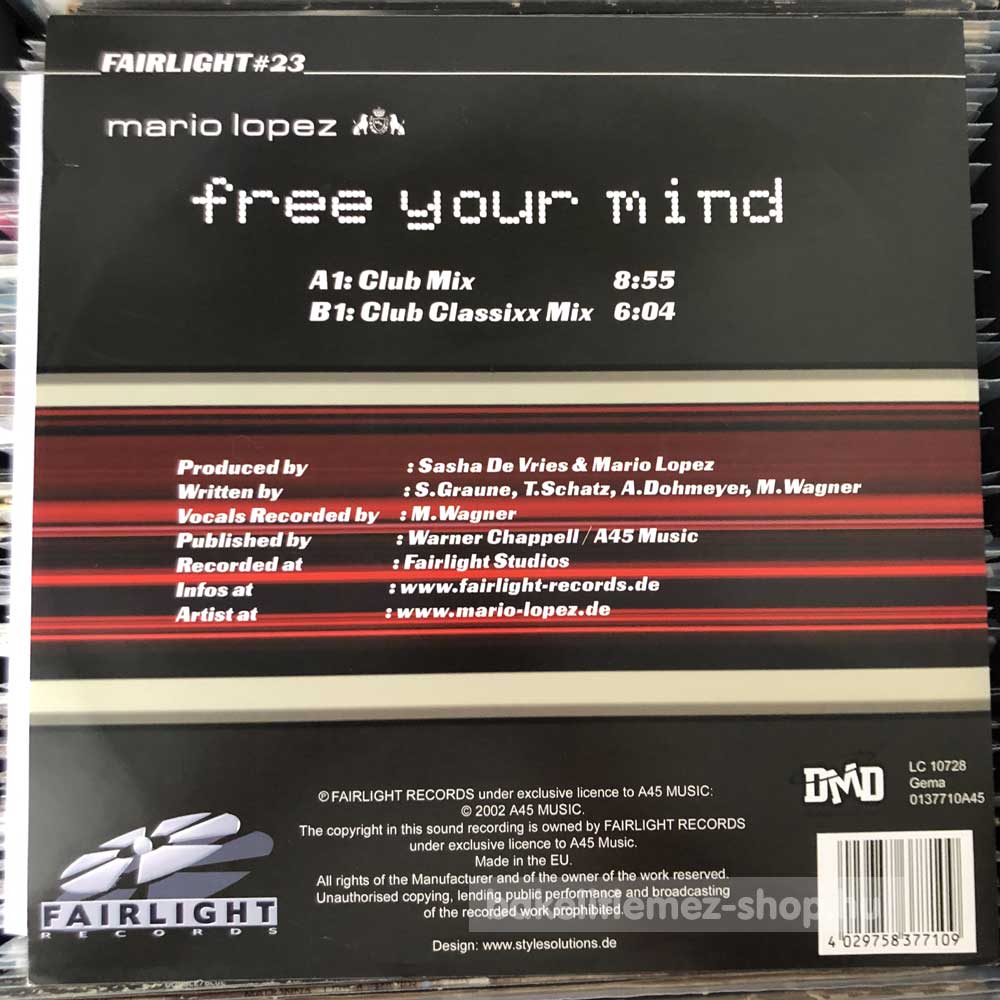 FAIRLIGHT#23
mario lopez
free your mind
A1: Club Mix 8:55
B1: Club Classixx Mix 6:04
Produced by : Sasha De Vries & Mario Lopez
Written by : S.Graune, T.Schatz, A.Dohmeyer, M.Wagner
Vocals Recorded by : M.Wagner
Published by : Warner Chappell / A45 Music
Recorded at : Fairlight Studios
Infos at : www.fairlight-records.de
Artist at : www.mario-lopez.de
DMD
LC 10728
Gema
0137710A45
℗ FAIRLIGHT RECORDS under exclusive licence to A45 MUSIC:
© 2002 A45 MUSIC.
The copyright in this sound recording is owned by FAIRLIGHT RECORDS
under exclusive licence to A45 Music.
Made in the EU.
All rights of the Manufacturer and of the owner of the work reserved.
Unauthorised copying, lending public performance and broadcasting
of the recorded work prohibited.
Design: www.stylesolutions.de
FAIRLIGHT
RECORDS
bakelitlemez-shop.hu
4 029758 377109